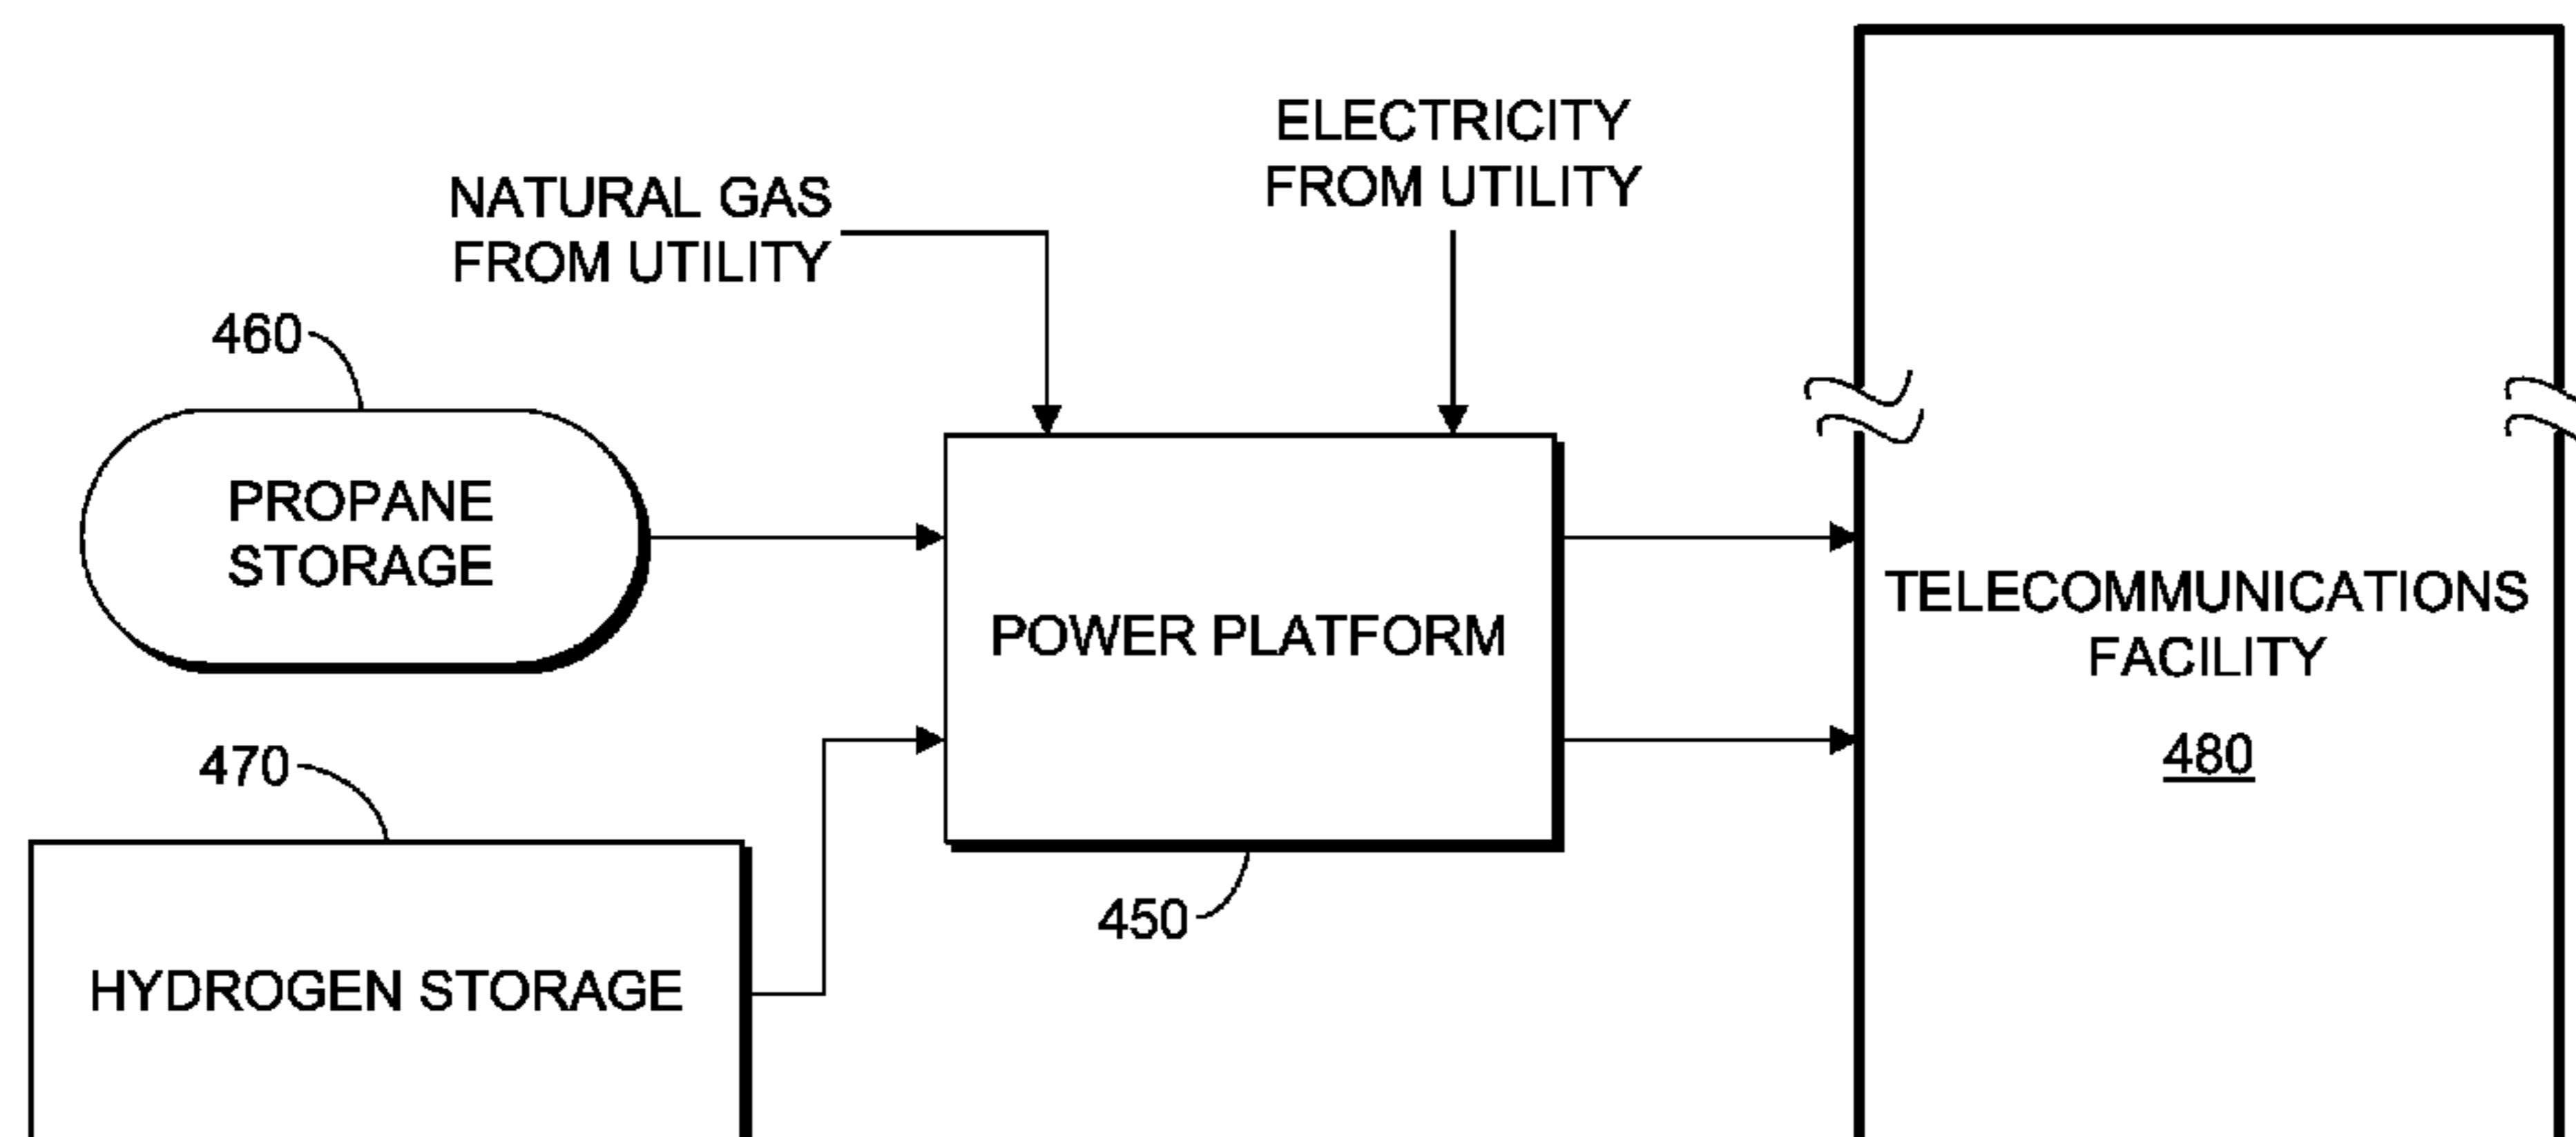 ELECTRICITY
FROM UTILITY
NATURAL GAS
FROM UTILITY
460
PROPANE
STORAGE
POWER PLATFORM
TELECOMMUNICATIONS
FACILITY
480
470
450
HYDROGEN STORAGE